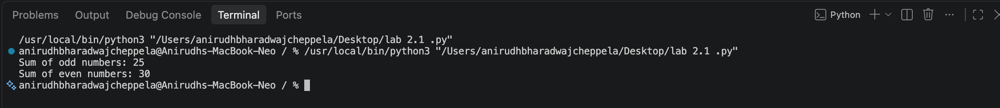 Problems Output Debug Console Terminal Ports Python
/usr/local/bin/python3 "/Users/anirudhbharadwajcheppela/Desktop/lab 2.1 .py"
anirudhbharadwajcheppela@Anirudhs-MacBook-Neo / % /usr/local/bin/python3 "/Users/anirudhbharadwajcheppela/Desktop/lab 2.1 .py"
Sum of odd numbers: 25
Sum of even numbers: 30
anirudhbharadwajcheppela@Anirudhs-MacBook-Neo / %